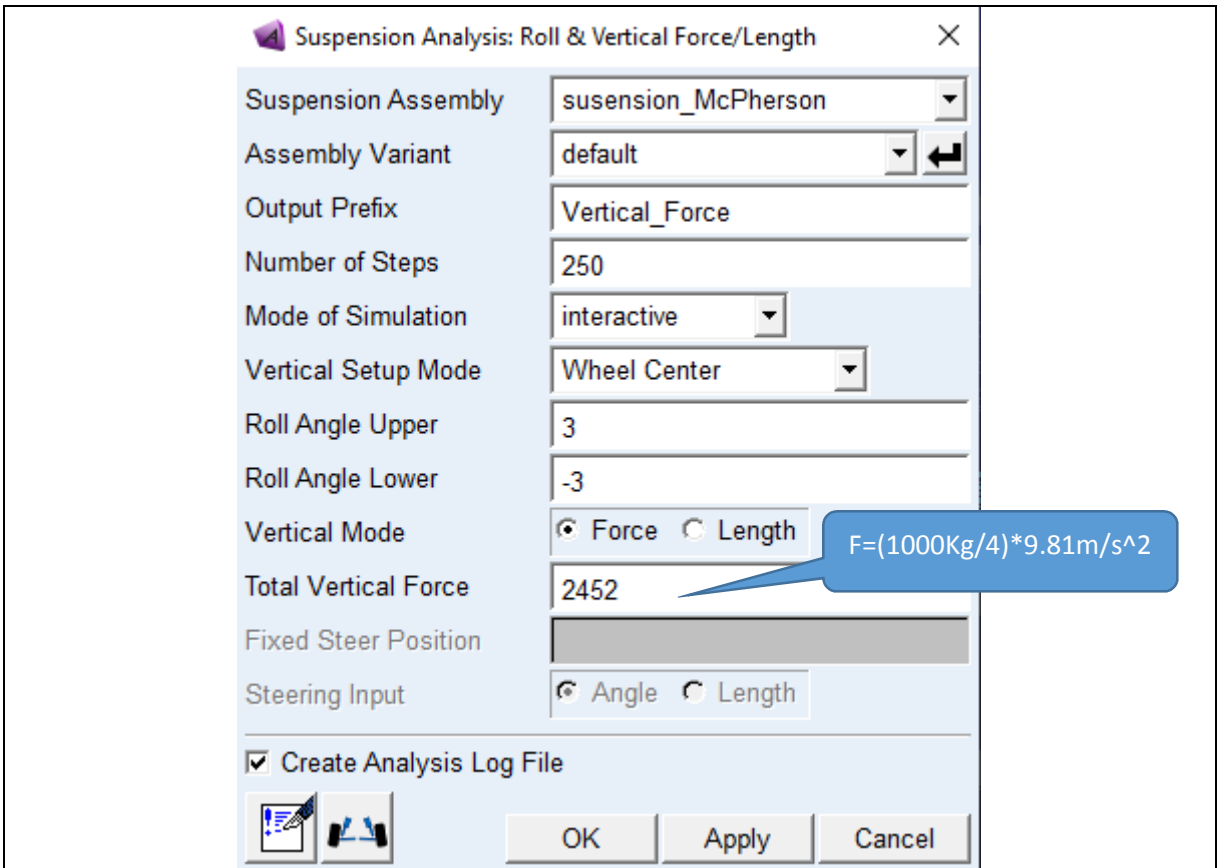 Suspension Analysis: Roll & Vertical Force/Length
Suspension Assembly susension_McPherson
Assembly Variant default
Output Prefix Vertical_Force
Number of Steps 250
Mode of Simulation interactive
Vertical Setup Mode Wheel Center
Roll Angle Upper 3
Roll Angle Lower -3
Vertical Mode Force Length
F=(1000Kg/4)*9.81m/s^2
Total Vertical Force 2452
Fixed Steer Position
Steering Input Angle Length
Create Analysis Log File
OK Apply Cancel